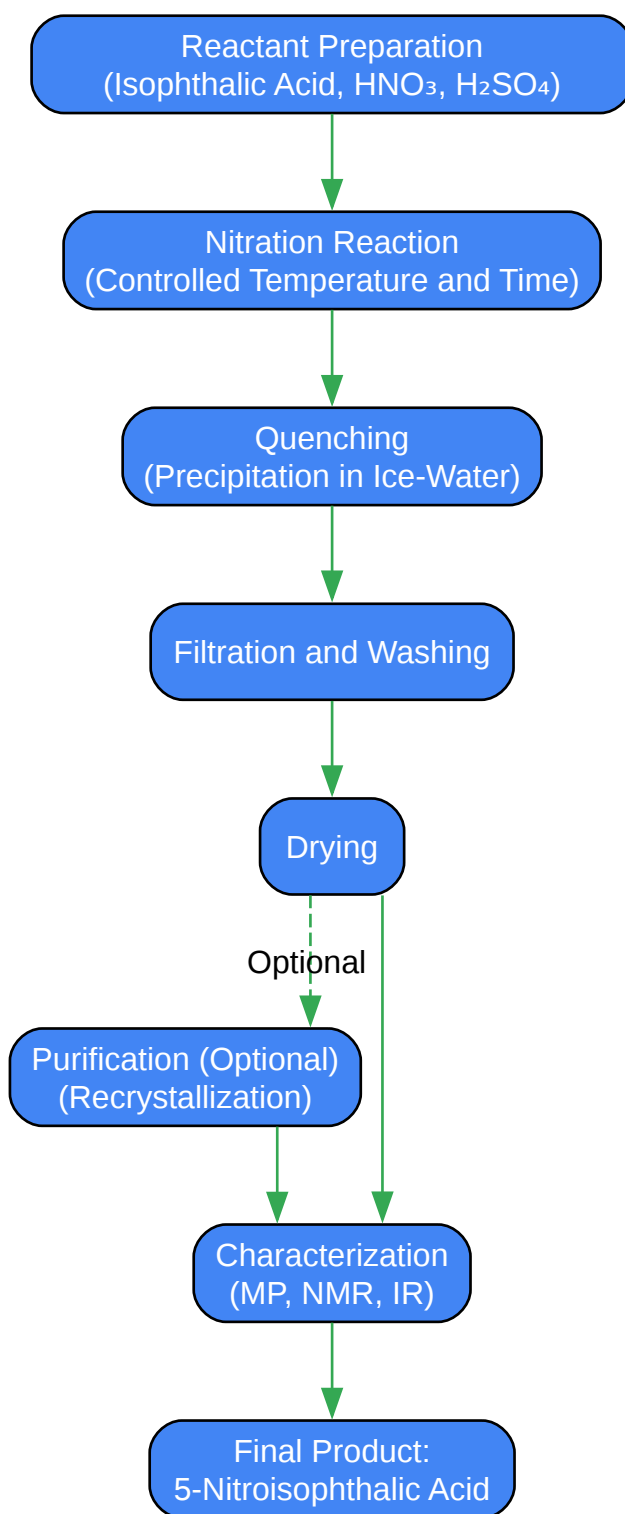 Reactant Preparation
(Isophthalic Acid, HNO₃, H₂SO₄)
Nitration Reaction
(Controlled Temperature and Time)
Quenching
(Precipitation in Ice-Water)
Filtration and Washing
Drying
Optional
Purification (Optional)
(Recrystallization)
Characterization
(MP, NMR, IR)
Final Product:
5-Nitroisophthalic Acid